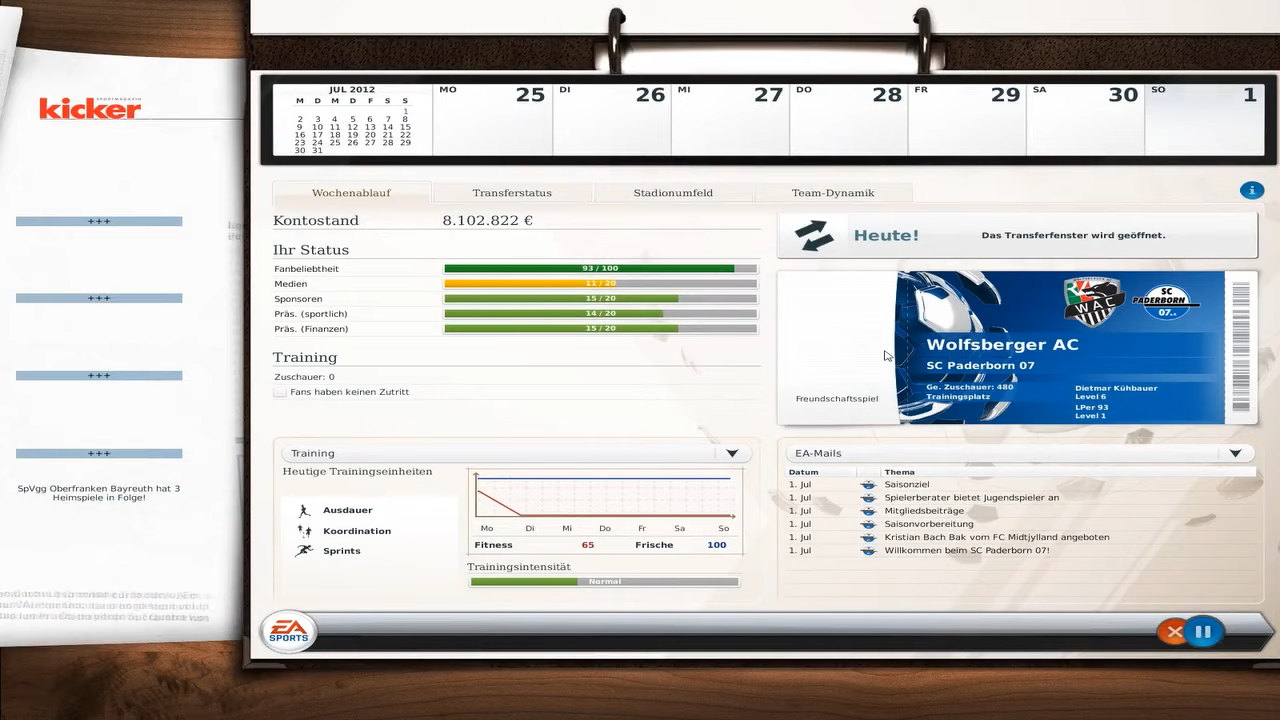 kicker
SPORTMAGAZIN
+++
+++
+++
+++
SpVgg Oberfranken Bayreuth hat 3
Heimspiele in Folge!
JUL 2012
M D M D F S S
1
2 3 4 5 6 7 8
9 10 11 12 13 14 15
16 17 18 19 20 21 22
23 24 25 26 27 28 29
30 31
MO 25
DI 26
MI 27
DO 28
FR 29
SA 30
SO 1
Wochenablauf
Transferstatus
Stadionumfeld
Team-Dynamik
i
Kontostand 8.102.822 €
Ihr Status
Fanbeliebtheit 93 / 100
Medien 11 / 20
Sponsoren 15 / 20
Präs. (sportlich) 14 / 20
Präs. (Finanzen) 15 / 20
Training
Zuschauer: 0
Fans haben keinen Zutritt
Heute! Das Transferfenster wird geöffnet.
WAC
SC
PADERBORN
07
Wolfsberger AC
SC Paderborn 07
Ge. Zuschauer: 480
Trainingsplatz
Dietmar Kühbauer
Level 6
LPer 93
Level 1
Freundschaftsspiel
Training
Heutige Trainingseinheiten
Ausdauer
Koordination
Sprints
Mo Di Mi Do Fr Sa So
Fitness 65 Frische 100
Trainingsintensität
Normal
EA-Mails
Datum Thema
1. Jul Saisonziel
1. Jul Spielerberater bietet Jugendspieler an
1. Jul Mitgliedsbeiträge
1. Jul Saisonvorbereitung
1. Jul Kristian Bach Bak vom FC Midtjylland angeboten
1. Jul Willkommen beim SC Paderborn 07!
EA
SPORTS